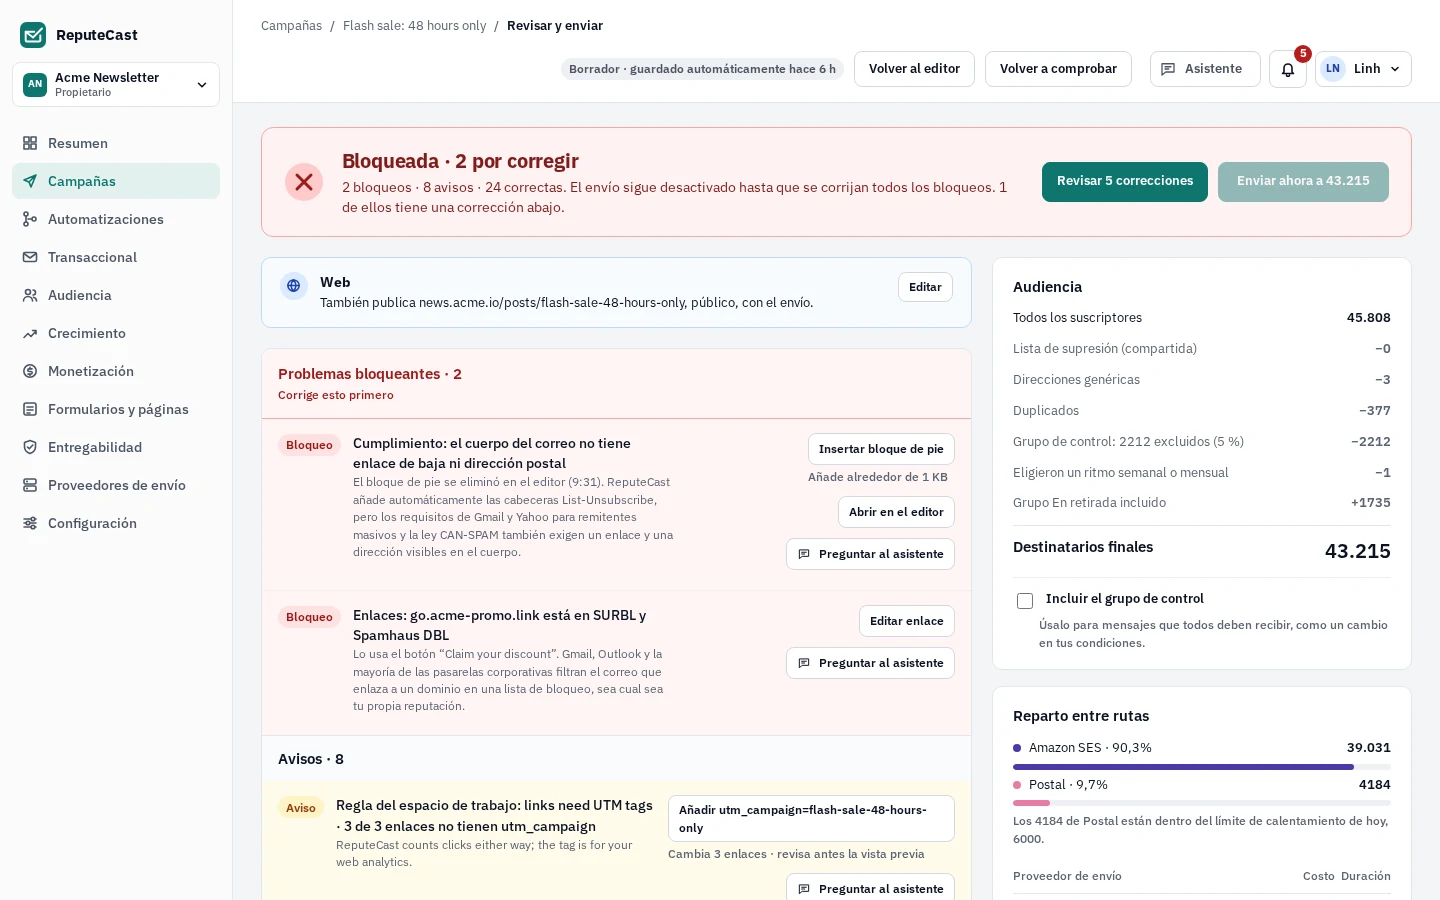 ReputeCast
AN
Acme Newsletter
Propietario
Resumen
Campañas
Automatizaciones
Transaccional
Audiencia
Crecimiento
Monetización
Formularios y páginas
Entregabilidad
Proveedores de envío
Configuración
Campañas / Flash sale: 48 hours only / Revisar y enviar
Borrador · guardado automáticamente hace 6 h
Volver al editor
Volver a comprobar
Asistente
5
LN
Linh
Bloqueada · 2 por corregir
2 bloqueos · 8 avisos · 24 correctas. El envío sigue desactivado hasta que se corrijan todos los bloqueos. 1
de ellos tiene una corrección abajo.
Revisar 5 correcciones
Enviar ahora a 43.215
Web
También publica news.acme.io/posts/flash-sale-48-hours-only, público, con el envío.
Editar
Problemas bloqueantes · 2
Corrige esto primero
Bloqueo
Cumplimiento: el cuerpo del correo no tiene
enlace de baja ni dirección postal
El bloque de pie se eliminó en el editor (9:31). ReputeCast
añade automáticamente las cabeceras List-Unsubscribe,
pero los requisitos de Gmail y Yahoo para remitentes
masivos y la ley CAN-SPAM también exigen un enlace y una
dirección visibles en el cuerpo.
Insertar bloque de pie
Añade alrededor de 1 KB
Abrir en el editor
Preguntar al asistente
Bloqueo
Enlaces: go.acme-promo.link está en SURBL y
Spamhaus DBL
Lo usa el botón “Claim your discount”. Gmail, Outlook y la
mayoría de las pasarelas corporativas filtran el correo que
enlaza a un dominio en una lista de bloqueo, sea cual sea
tu propia reputación.
Editar enlace
Preguntar al asistente
Avisos · 8
Aviso
Regla del espacio de trabajo: links need UTM tags
· 3 de 3 enlaces no tienen utm_campaign
ReputeCast counts clicks either way; the tag is for your
web analytics.
Añadir utm_campaign=flash-sale-48-hours-
only
Cambia 3 enlaces · revisa antes la vista previa
Preguntar al asistente
Audiencia
Todos los suscriptores 45.808
Lista de supresión (compartida) −0
Direcciones genéricas −3
Duplicados −377
Grupo de control: 2212 excluidos (5 %) −2212
Eligieron un ritmo semanal o mensual −1
Grupo En retirada incluido +1735
Destinatarios finales 43.215
Incluir el grupo de control
Úsalo para mensajes que todos deben recibir, como un cambio
en tus condiciones.
Reparto entre rutas
Amazon SES · 90,3% 39.031
Postal · 9,7% 4184
Los 4184 de Postal están dentro del límite de calentamiento de hoy,
6000.
Proveedor de envío Costo Duración